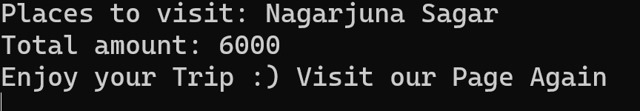 Places to visit: Nagarjuna Sagar
Total amount: 6000
Enjoy your Trip :) Visit our Page Again